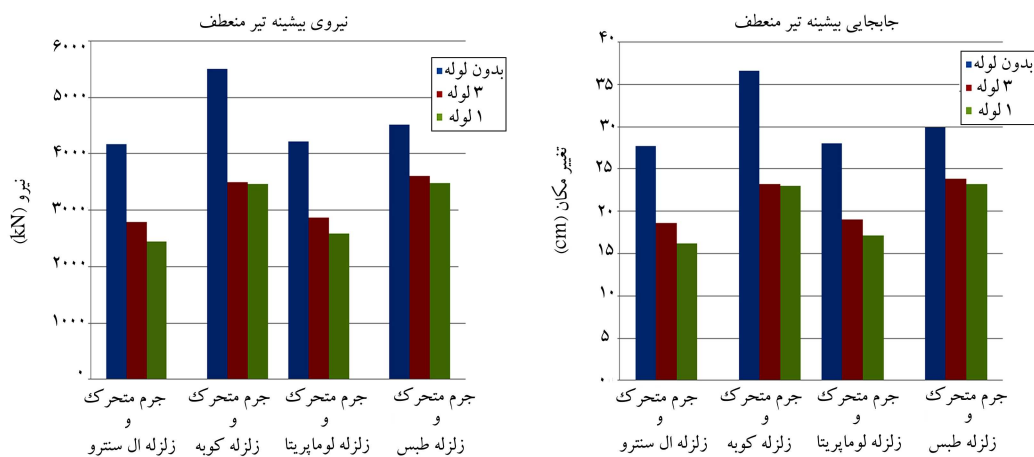 نیروی بیشینه تیر منعطف
۶۰۰۰
۵۰۰۰
۴۰۰۰
۳۰۰۰
۲۰۰۰
۱۰۰۰
۰
نیرو (kN)
بدون لوله
۳ لوله
۱ لوله
جرم متحرک
و
زلزله ال سنترو
جرم متحرک
و
زلزله کوبه
جرم متحرک
و
زلزله لوماپریتا
جرم متحرک
و
زلزله طبس
جابجایی بیشینه تیر منعطف
۴۰
۳۵
۳۰
۲۵
۲۰
۱۵
۱۰
۵
۰
تغییر مکان (cm)
بدون لوله
۳ لوله
۱ لوله
جرم متحرک
و
زلزله ال سنترو
جرم متحرک
و
زلزله کوبه
جرم متحرک
و
زلزله لوماپریتا
جرم متحرک
و
زلزله طبس